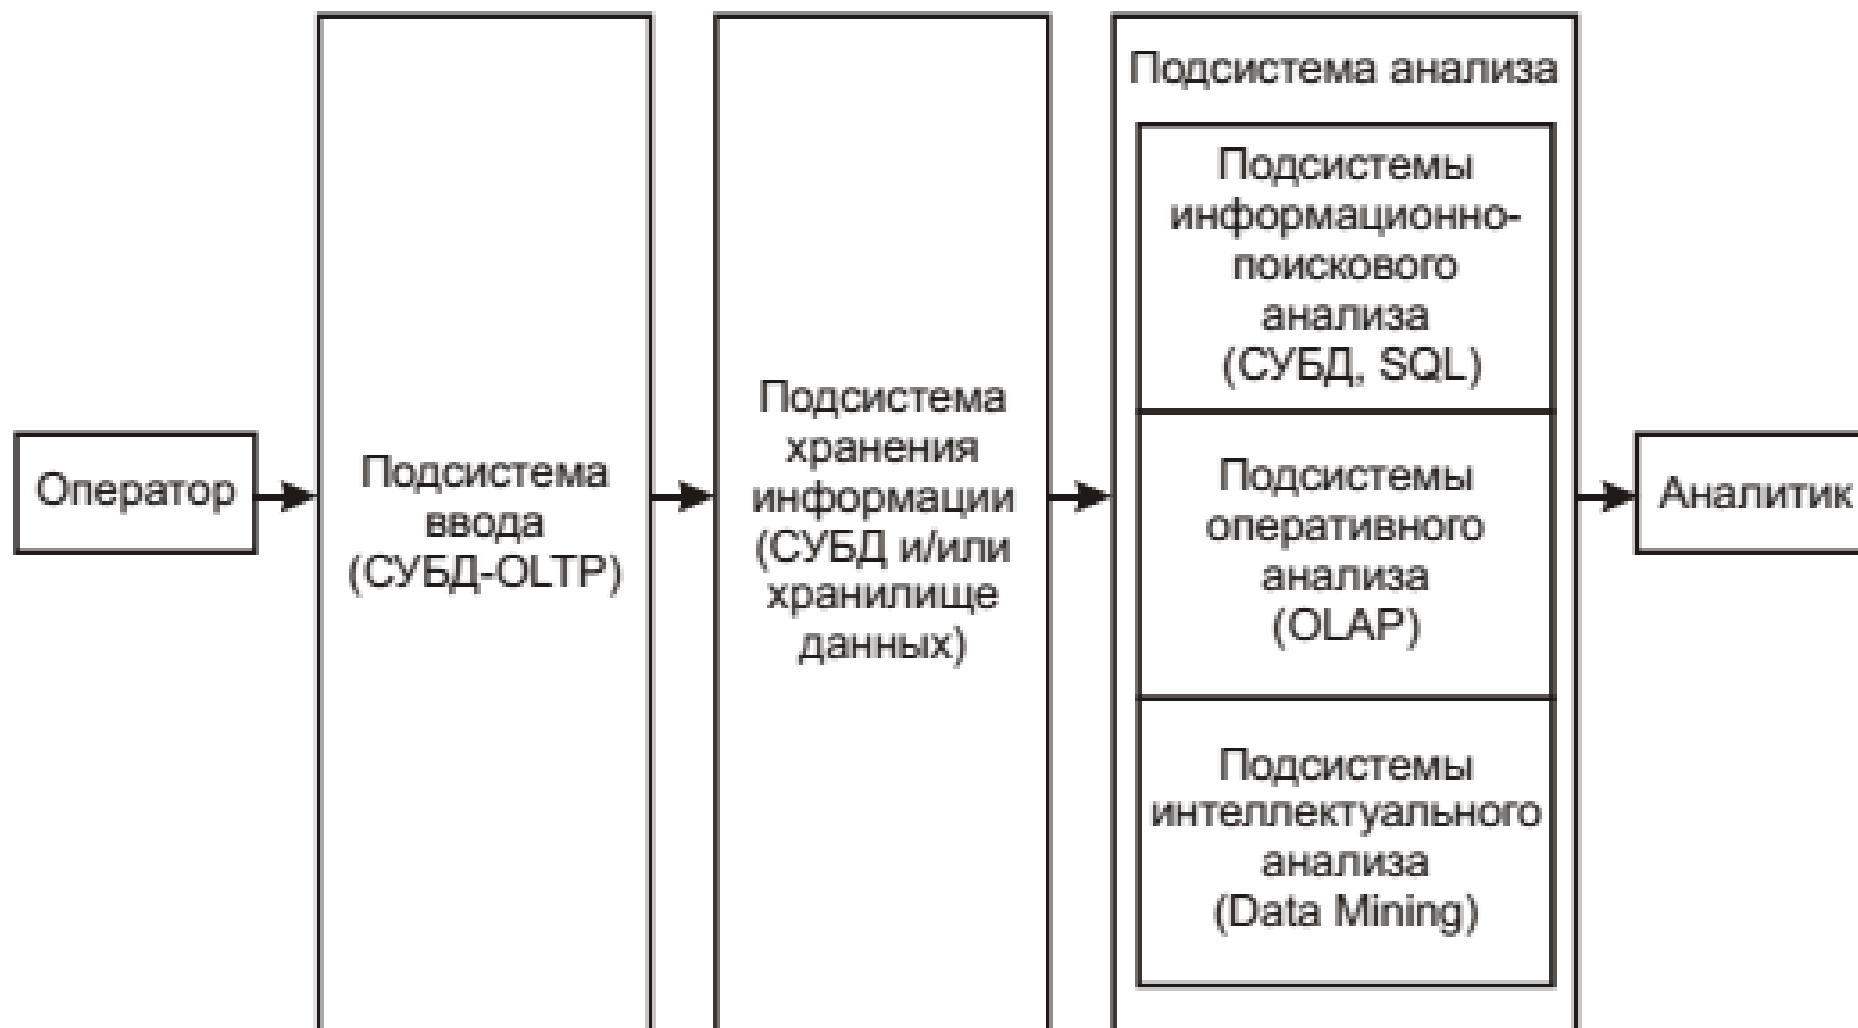 Оператор
Подсистема
ввода
(СУБД-OLTP)
Подсистема
хранения
информации
(СУБД и/или
хранилище
данных)
Подсистема анализа
Подсистемы
информационно-
поискового
анализа
(СУБД, SQL)
Подсистемы
оперативного
анализа
(OLAP)
Подсистемы
интеллектуального
анализа
(Data Mining)
Аналитик